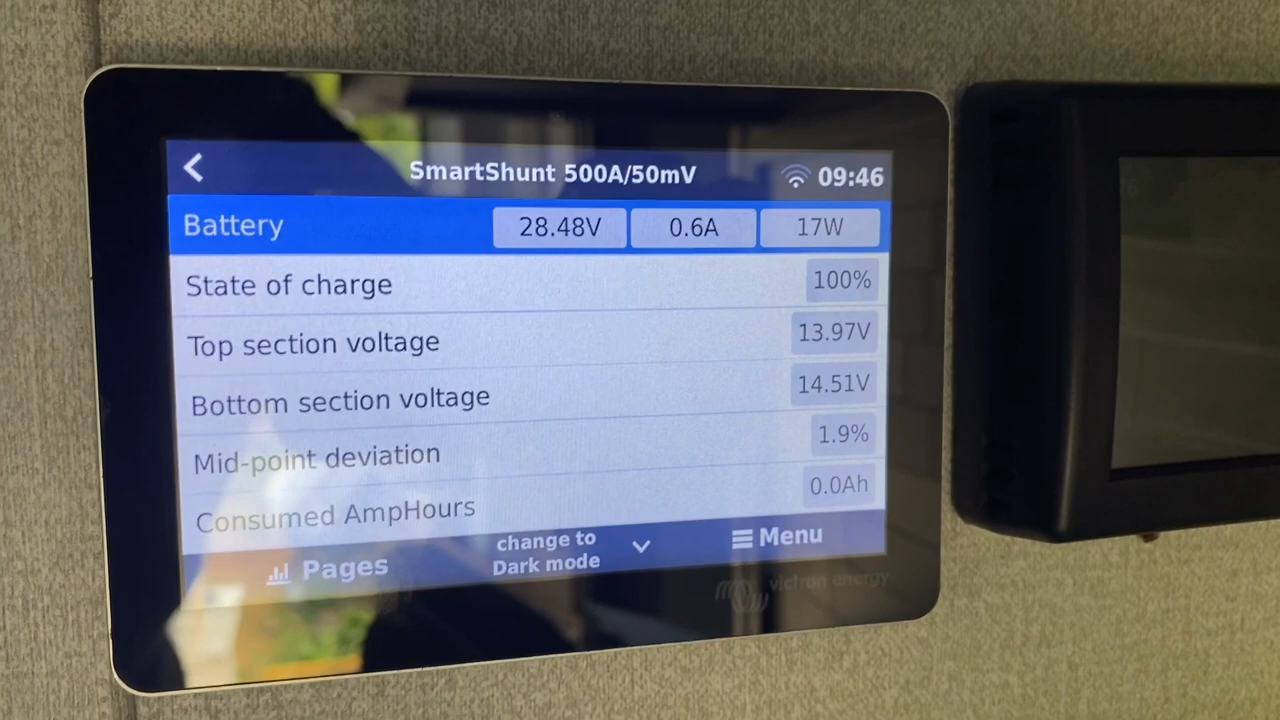 SmartShunt 500A/50mV 09:46
Battery 28.48V 0.6A 17W
State of charge 100%
Top section voltage 13.97V
Bottom section voltage 14.51V
Mid-point deviation 1.9%
Consumed AmpHours 0.0Ah
Pages change to Dark mode Menu
victron energy